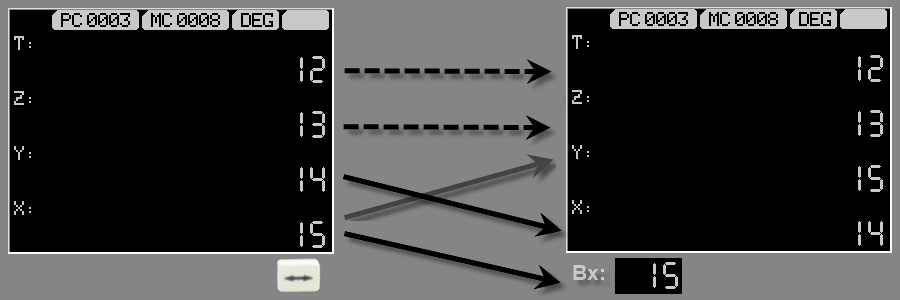 PC 0003 MC 0008 DEG PC 0003 MC 0008 DEG
T: T:
12 12
Z: Z:
13 13
Y: Y:
14 15
X: X:
15 14
Bx: 15